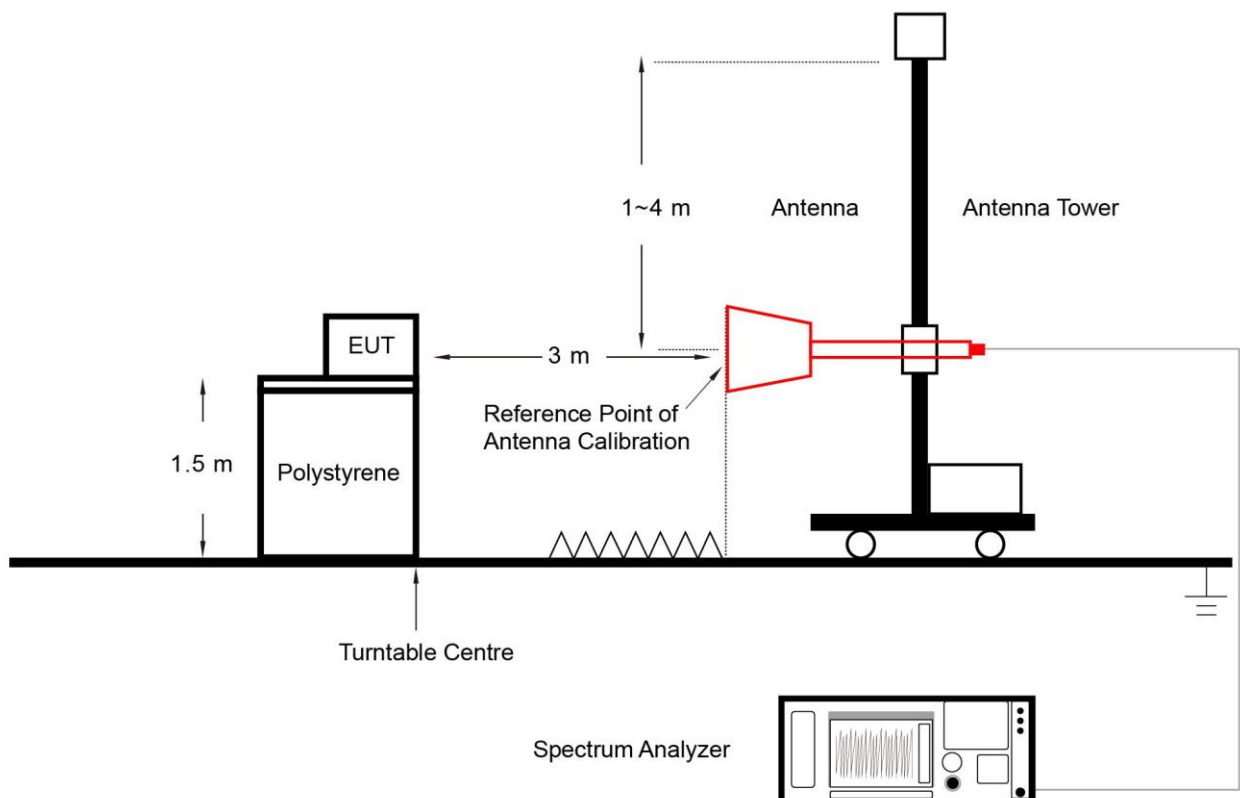 1~4 m
Antenna
Antenna Tower
EUT
3 m
Reference Point of
Antenna Calibration
1.5 m
Polystyrene
Turntable Centre
Spectrum Analyzer